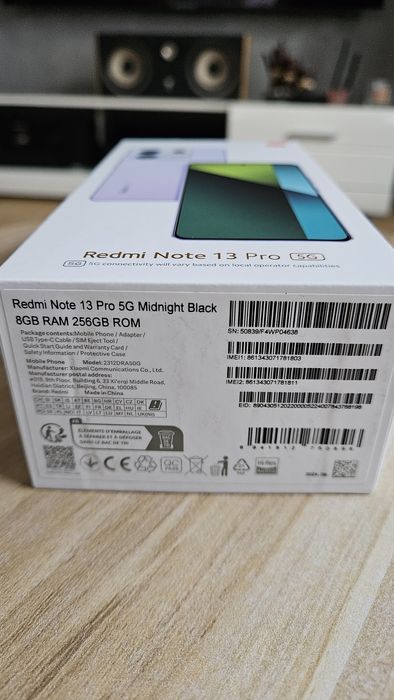 Redmi Note 13 Pro 5G
5G 5G connectivity will vary based on local operator capabilities
Redmi Note 13 Pro 5G Midnight Black
8GB RAM 256GB ROM
Package contents:Mobile Phone / Adapter /
USB Type-C Cable / SIM Eject Tool /
Quick Start Guide and Warranty Card /
Safety Information / Protective Case
Mobile Phone Model: 2312DRA50G
Manufacturer: Xiaomi Communications Co., Ltd.
Manufacturer postal address:
#019, 9th Floor, Building 6, 33 Xi'erqi Middle Road,
Haidian District, Beijing, China, 100085
Brand: Redmi Made in China
SN: 50839/F4WP04638
IMEI1: 861343071781803
IMEI2: 861343071781811
FR
ÉLÉMENTS D'EMBALLAGE
À SÉPARER ET À DÉPOSER
DANS LE BAC DE TRI
CE
Hi-Res